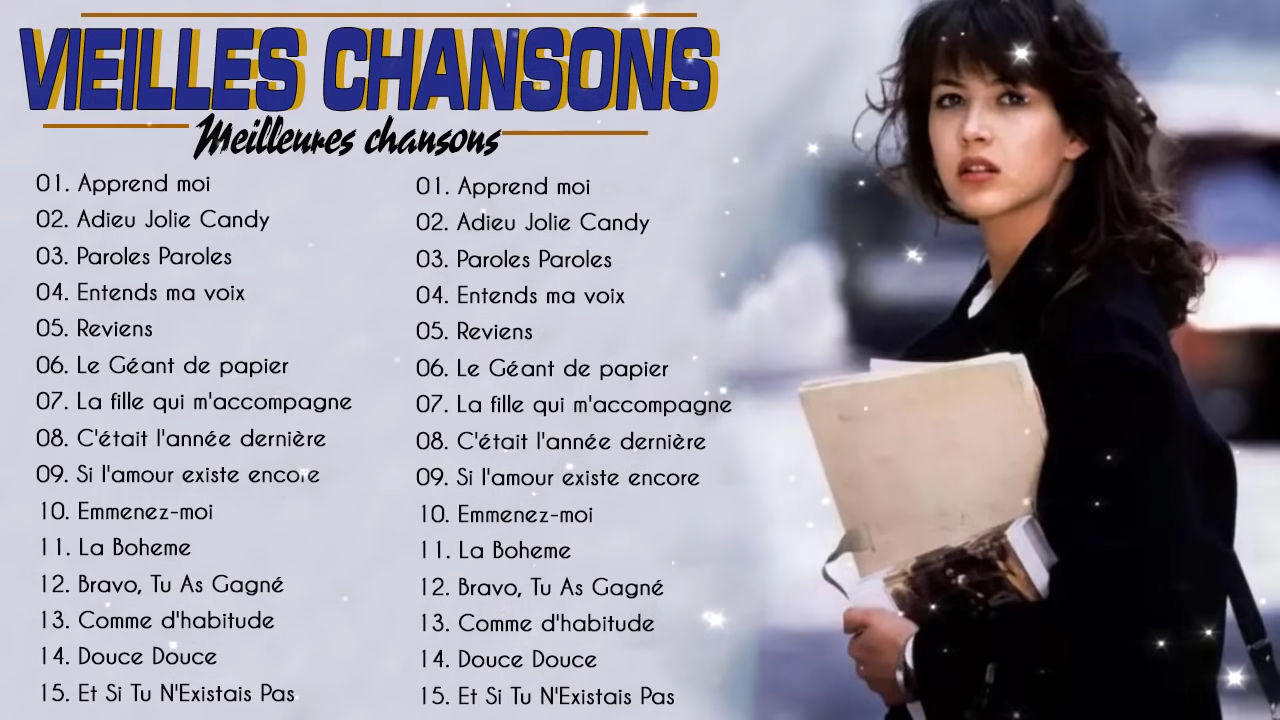 VIEILLES CHANSONS
Meilleures chansons
01. Apprend moi
02. Adieu Jolie Candy
03. Paroles Paroles
04. Entends ma voix
05. Reviens
06. Le Géant de papier
07. La fille qui m'accompagne
08. C'était l'année dernière
09. Si l'amour existe encore
10. Emmenez-moi
11. La Boheme
12. Bravo, Tu As Gagné
13. Comme d'habitude
14. Douce Douce
15. Et Si Tu N'Existais Pas
01. Apprend moi
02. Adieu Jolie Candy
03. Paroles Paroles
04. Entends ma voix
05. Reviens
06. Le Géant de papier
07. La fille qui m'accompagne
08. C'était l'année dernière
09. Si l'amour existe encore
10. Emmenez-moi
11. La Boheme
12. Bravo, Tu As Gagné
13. Comme d'habitude
14. Douce Douce
15. Et Si Tu N'Existais Pas